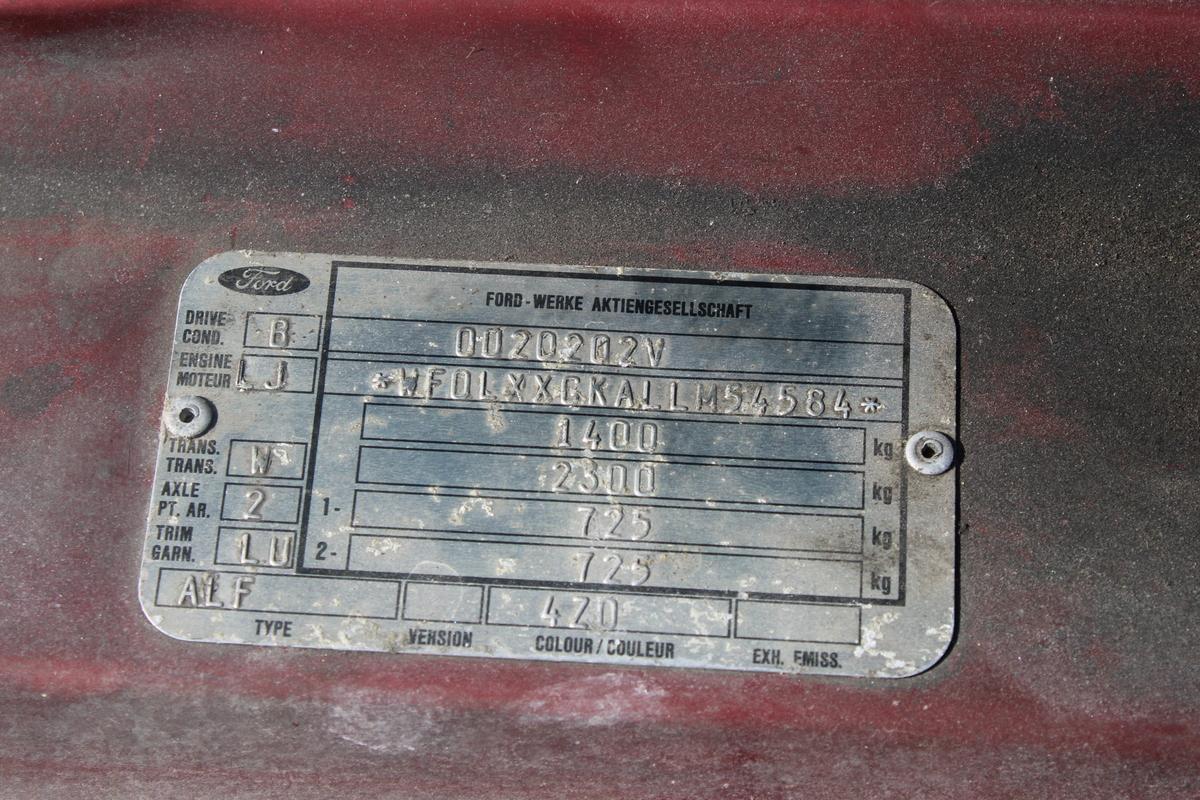 Ford
FORD-WERKE AKTIENGESELLSCHAFT
DRIVE COND. B
0020202V
ENGINE MOTEUR LJ
*WF0LXXGKALLM54584*
1400 kg
TRANS. TRANS. W
2300 kg
AXLE PT. AR. 2
1- 725 kg
TRIM GARN. LU
2- 725 kg
ALF
4Z0
TYPE VERSION COLOUR/COULEUR EXH. EMISS.